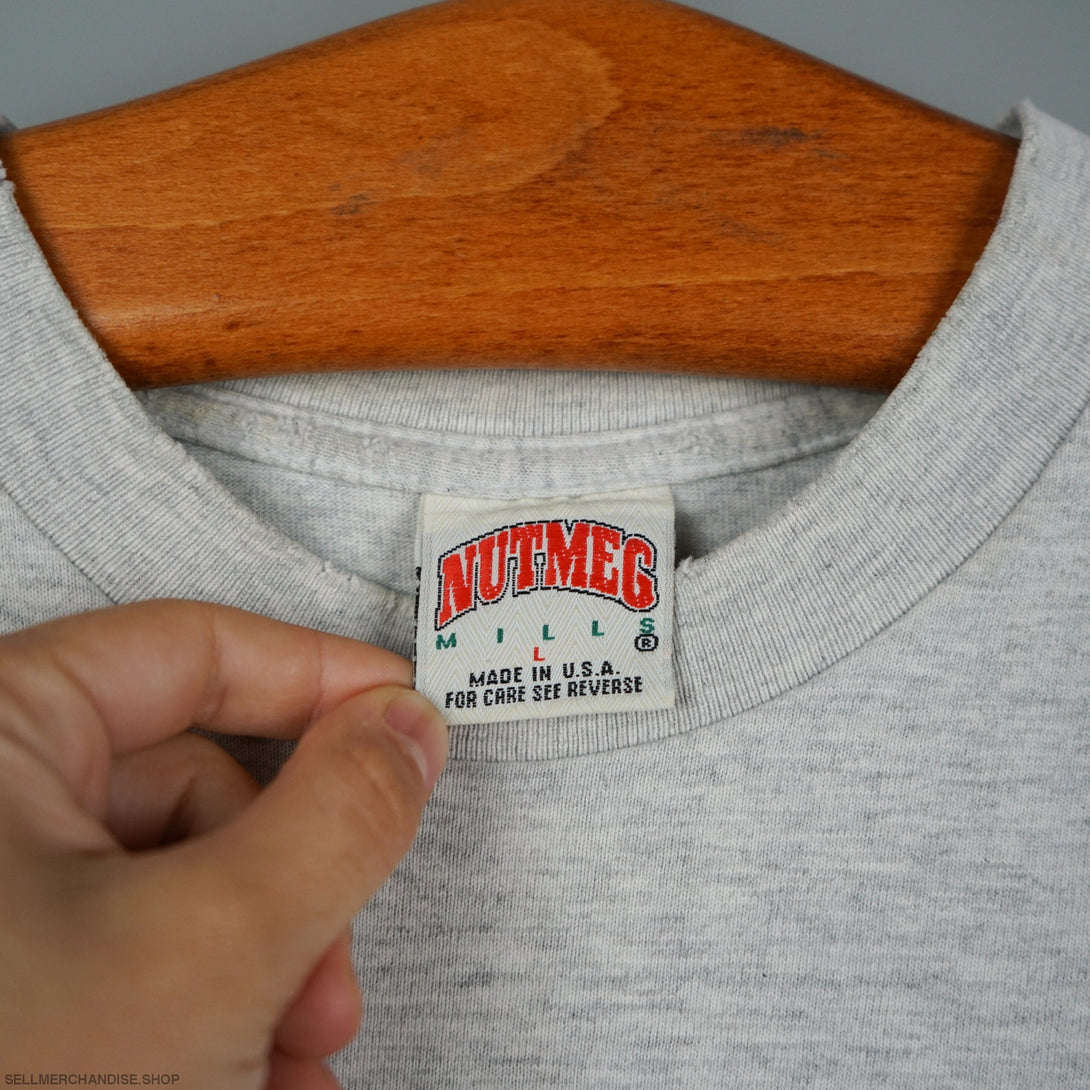 NUTMEG
MILLS
®
L
MADE IN U.S.A.
FOR CARE SEE REVERSE
SELLMERCHANDISE.SHOP